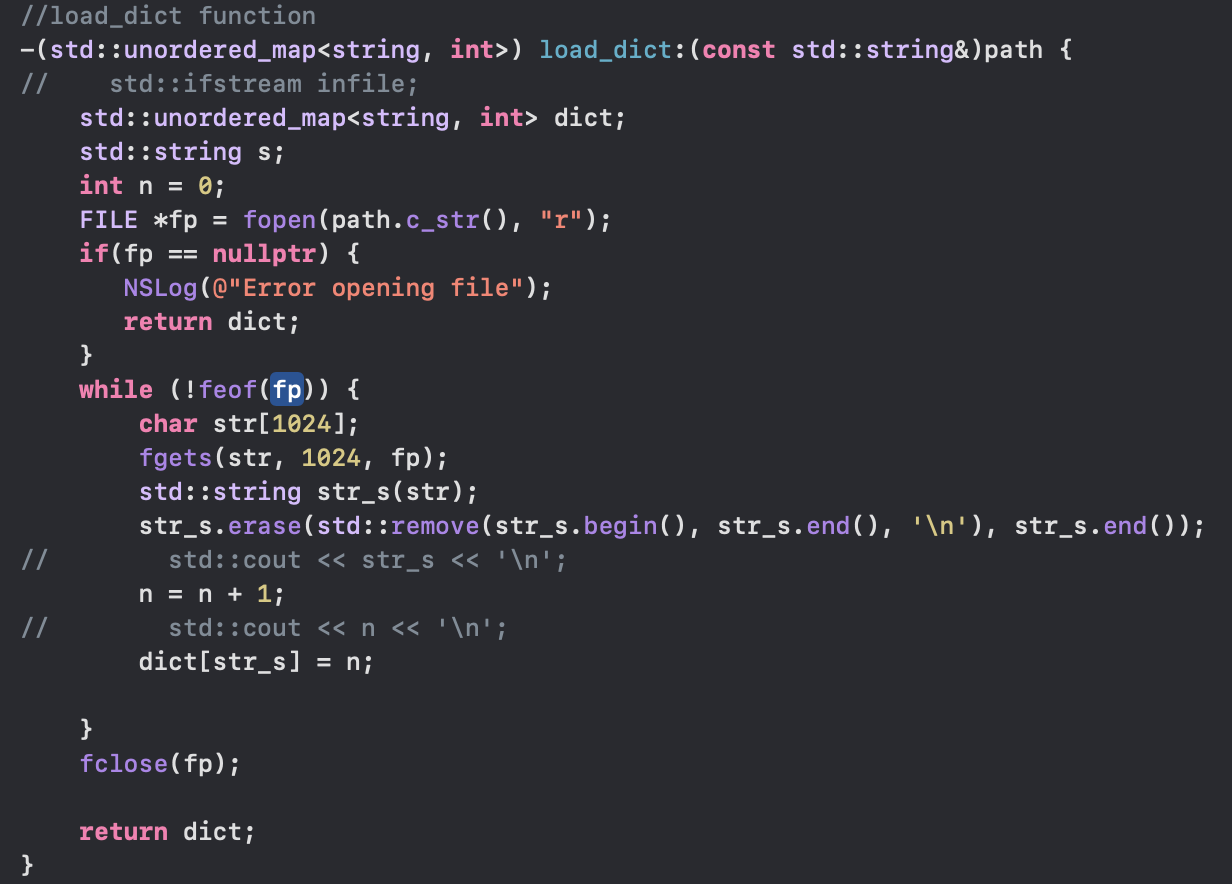 //load_dict function
-(std::unordered_map<string, int>) load_dict:(const std::string&)path {
//    std::ifstream infile;
    std::unordered_map<string, int> dict;
    std::string s;
    int n = 0;
    FILE *fp = fopen(path.c_str(), "r");
    if(fp == nullptr) {
       NSLog(@"Error opening file");
       return dict;
    }
    while (!feof(fp)) {
        char str[1024];
        fgets(str, 1024, fp);
        std::string str_s(str);
        str_s.erase(std::remove(str_s.begin(), str_s.end(), '\n'), str_s.end());
//        std::cout << str_s << '\n';
        n = n + 1;
//        std::cout << n << '\n';
        dict[str_s] = n;

    }
    fclose(fp);

    return dict;
}